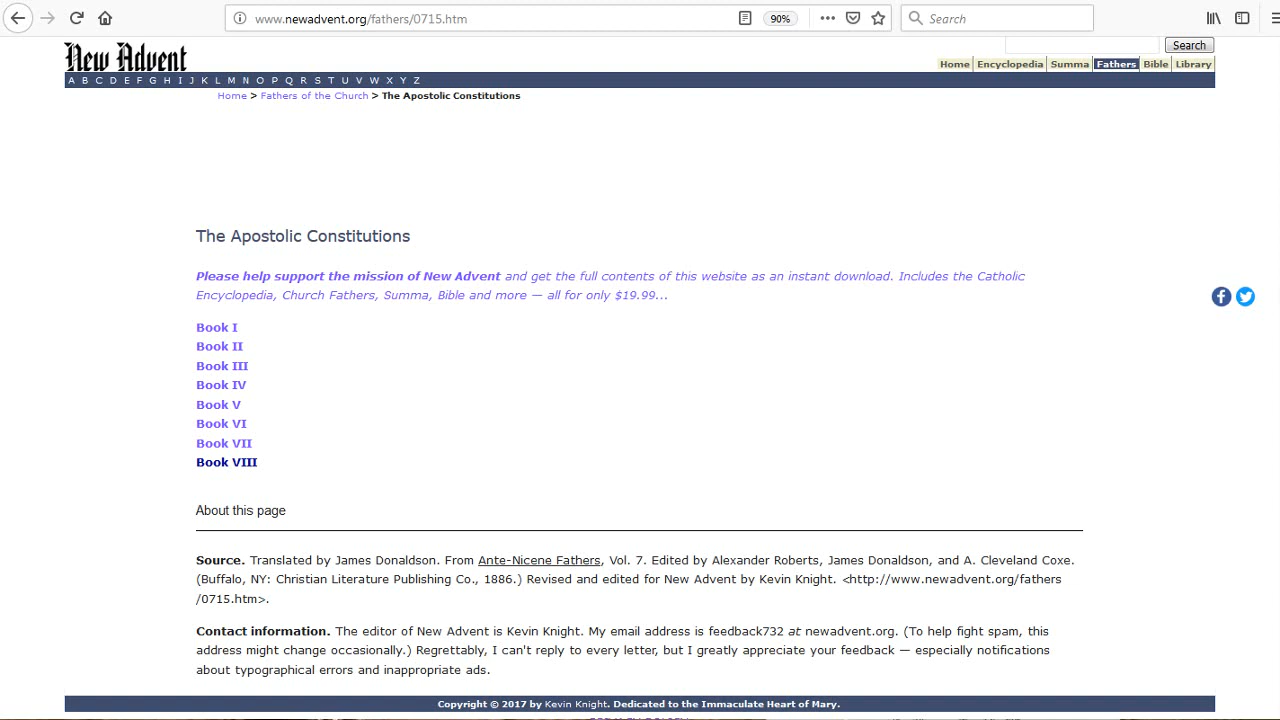 www.newadvent.org/fathers/0715.htm
90%
Search
New Advent
Search
Home Encyclopedia Summa Fathers Bible Library
A B C D E F G H I J K L M N O P Q R S T U V W X Y Z
Home > Fathers of the Church > The Apostolic Constitutions
The Apostolic Constitutions
Please help support the mission of New Advent and get the full contents of this website as an instant download. Includes the Catholic
Encyclopedia, Church Fathers, Summa, Bible and more — all for only $19.99...
Book I
Book II
Book III
Book IV
Book V
Book VI
Book VII
Book VIII
About this page
Source. Translated by James Donaldson. From Ante-Nicene Fathers, Vol. 7. Edited by Alexander Roberts, James Donaldson, and A. Cleveland Coxe.
(Buffalo, NY: Christian Literature Publishing Co., 1886.) Revised and edited for New Advent by Kevin Knight. <http://www.newadvent.org/fathers
/0715.htm>.
Contact information. The editor of New Advent is Kevin Knight. My email address is feedback732 at newadvent.org. (To help fight spam, this
address might change occasionally.) Regrettably, I can't reply to every letter, but I greatly appreciate your feedback — especially notifications
about typographical errors and inappropriate ads.
Copyright © 2017 by Kevin Knight. Dedicated to the Immaculate Heart of Mary.